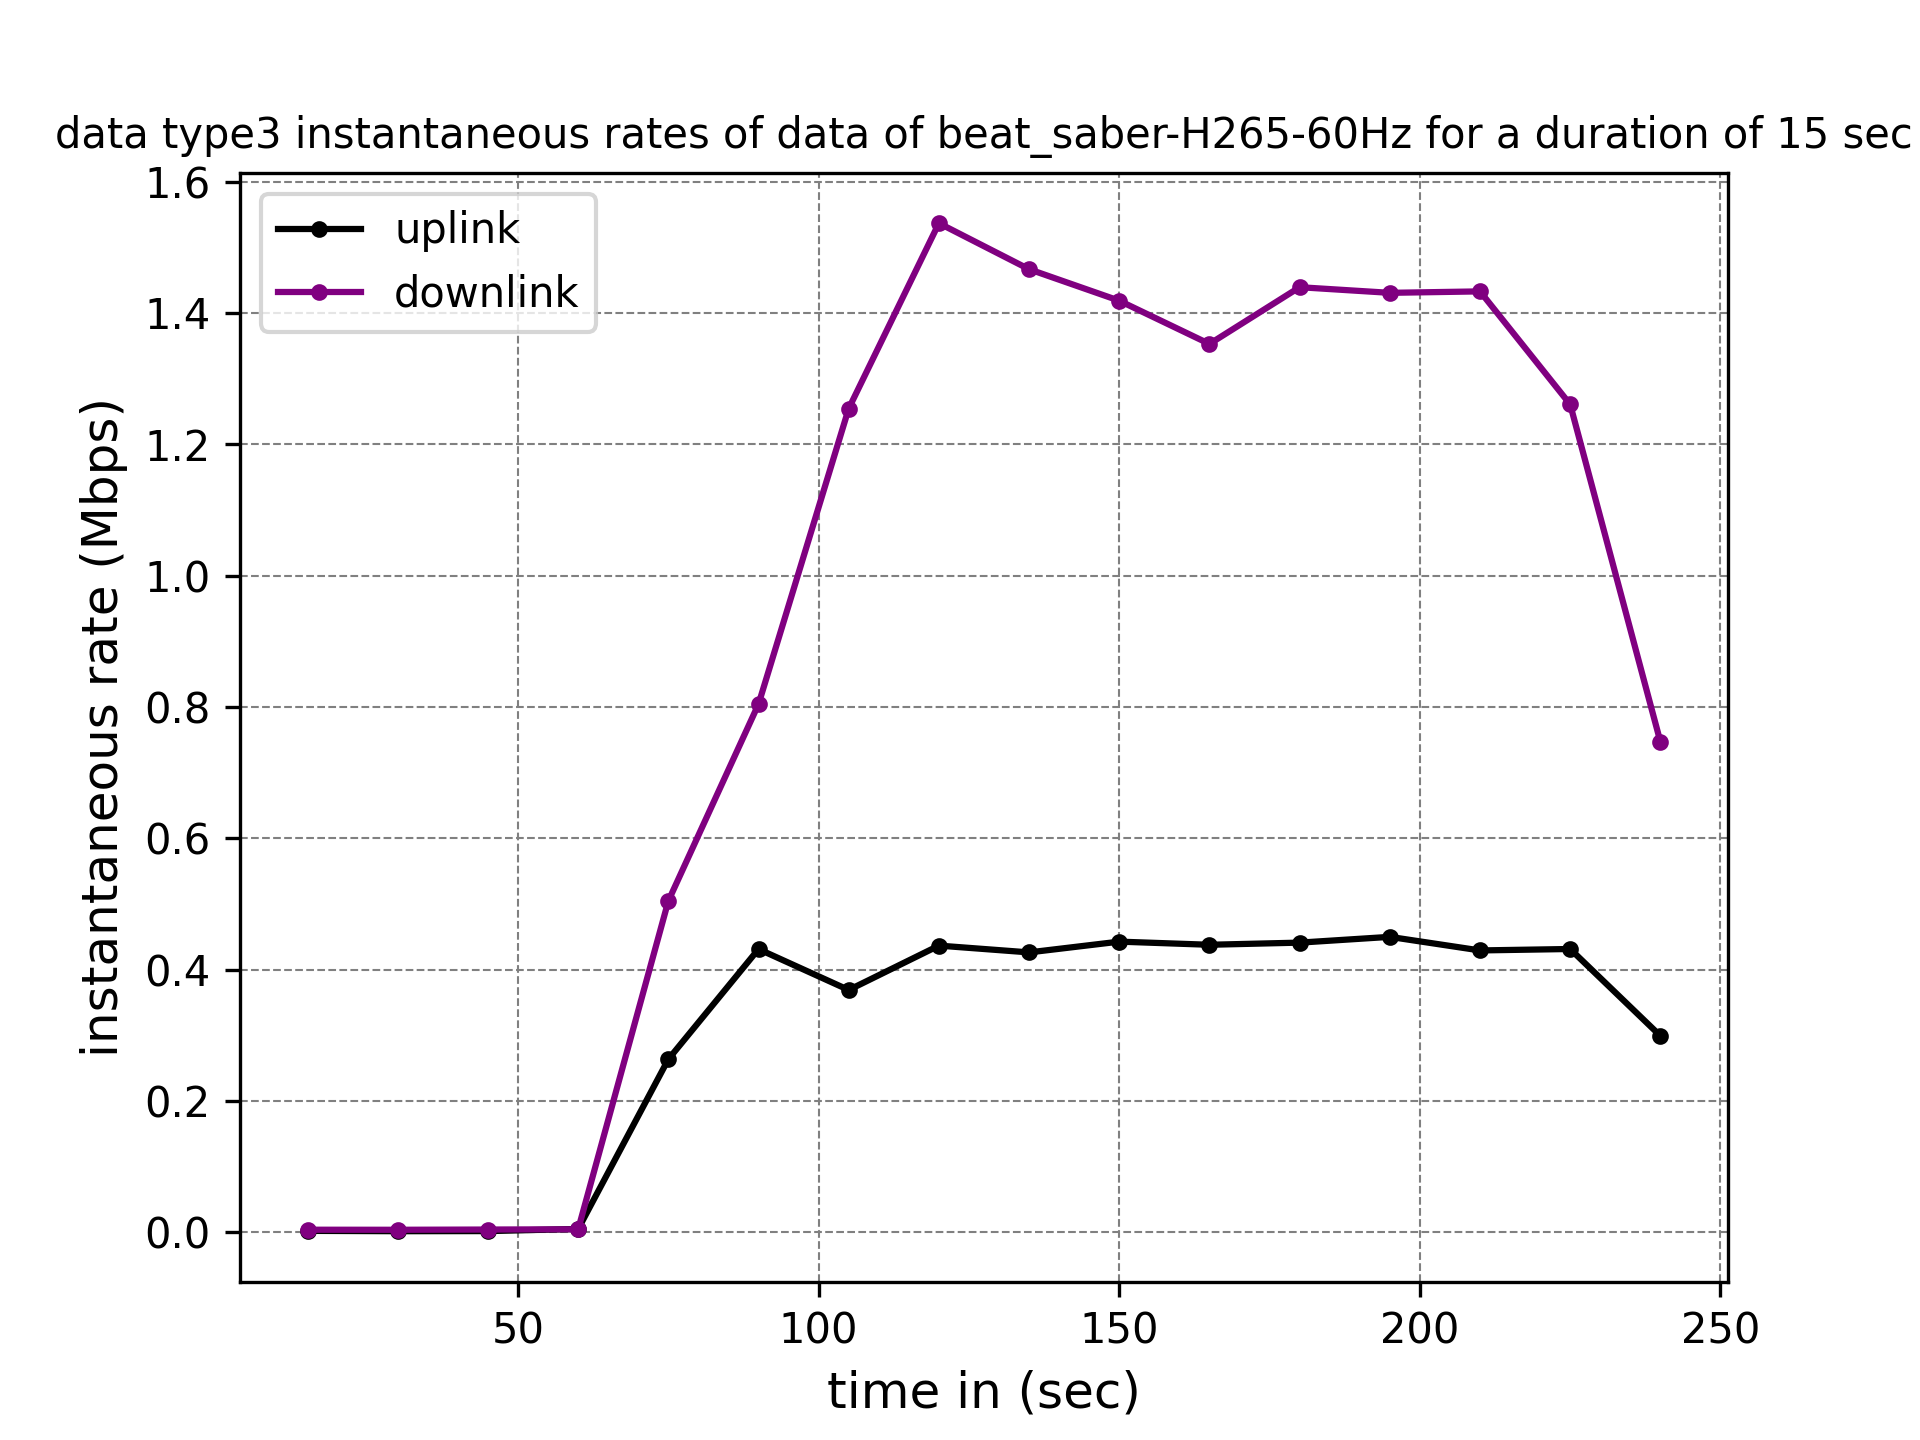 data type3 instantaneous rates of data of beat_saber-H265-60Hz for a duration of 15 sec
uplink
downlink
instantaneous rate (Mbps)
1.6
1.4
1.2
1.0
0.8
0.6
0.4
0.2
0.0
50 100 150 200 250
time in (sec)